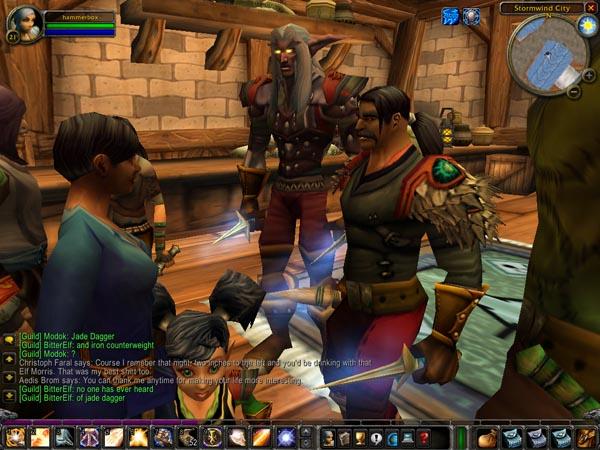 hammerbox
21
Stormwind City
N
[Guild] Modok: Jade Dagger
[Guild] BitterElf: and iron counterweight
[Guild] Modok: ?
Christoph Faral says: Course I remeber that night- two inches to the left and you'd be drinking with that
Elf Morris. That was my best shot too.
Aedis Brom says: You can thank me anytime for making your life more interesting.
[Guild] BitterElf: no one has ever heard
[Guild] BitterElf: of jade dagger